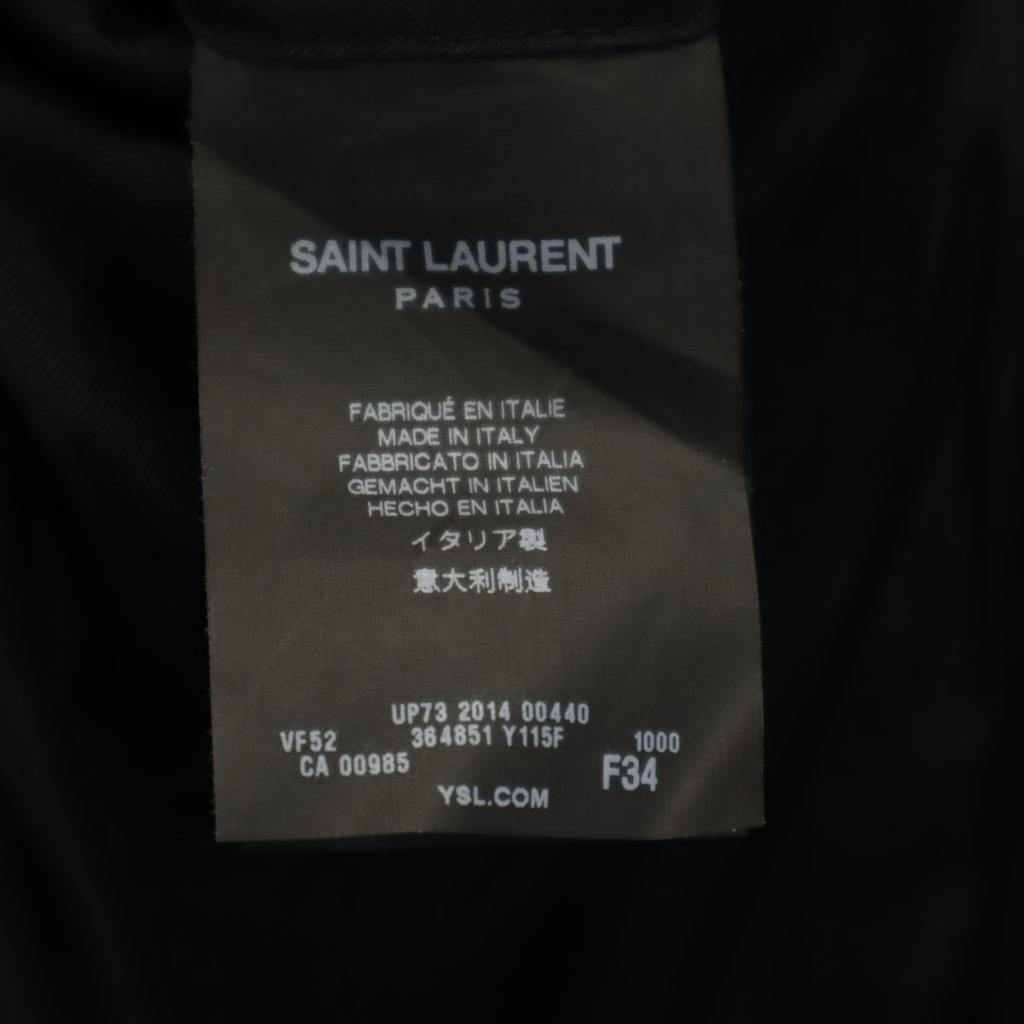 SAINT LAURENT
PARIS
FABRIQUÉ EN ITALIE
MADE IN ITALY
FABBRICATO IN ITALIA
GEMACHT IN ITALIEN
HECHO EN ITALIA
イタリア製
意大利制造
UP73 2014 00440
VF52 364851 Y115F 1000
CA 00985 F34
YSL.COM